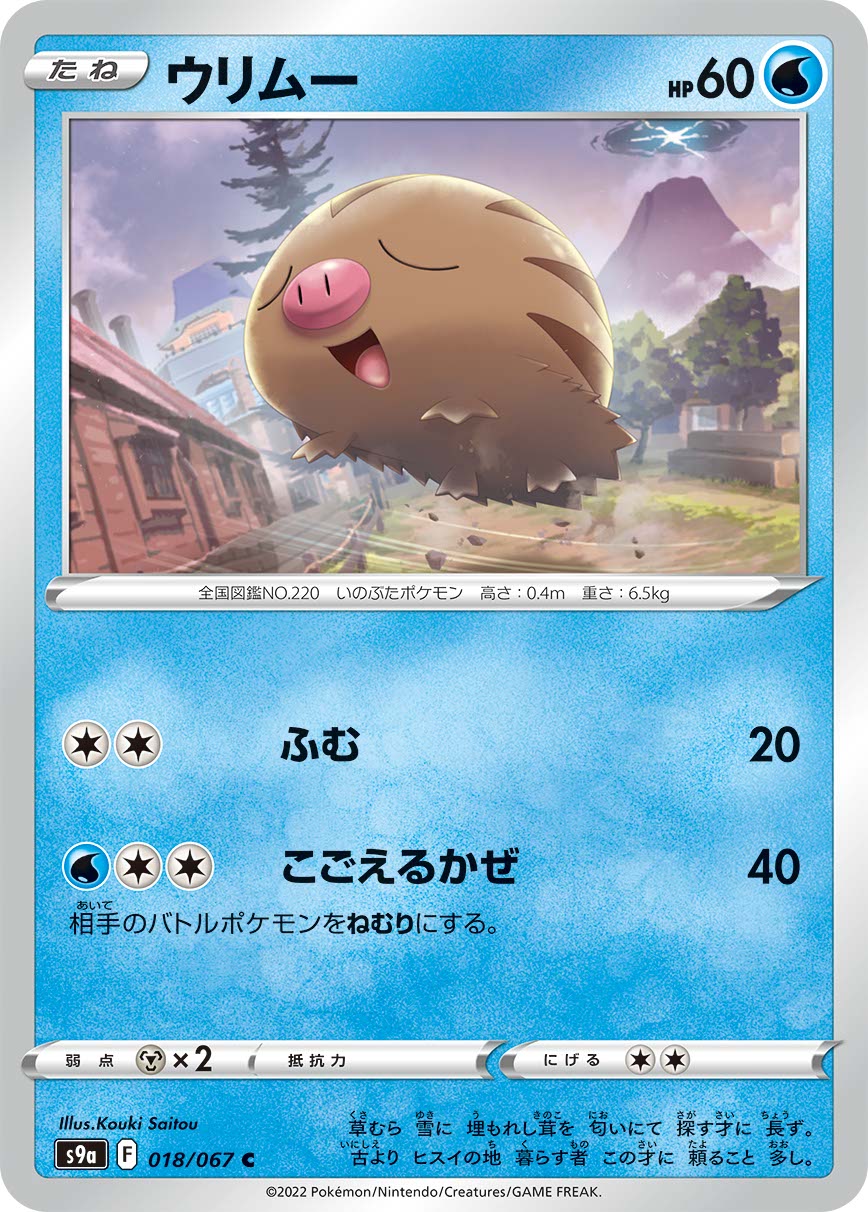 たね ウリムー HP60
全国図鑑NO.220 いのぶたポケモン 高さ:0.4m 重さ:6.5kg
ふむ 20
こごえるかぜ 40
あいて
相手のバトルポケモンをねむりにする。
弱点 ×2 抵抗力 にげる
Illus.Kouki Saitou
くさ ゆき う きのこ にお さが さい ちょう
草むら 雪に 埋もれし茸を 匂いにて 探す才に 長ず。
いにしえ ち く もの さい たよ おお
古より ヒスイの地 暮らす者 この才に 頼ること 多し。
s9a F 018/067 C
©2022 Pokémon/Nintendo/Creatures/GAME FREAK.